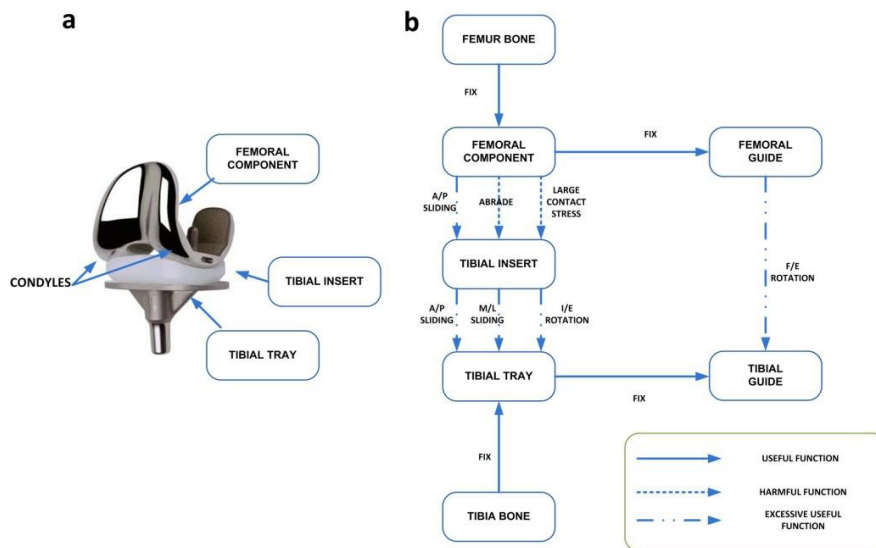 a
FEMORAL
COMPONENT
CONDYLES
TIBIAL INSERT
TIBIAL TRAY
b
FEMUR BONE
FIX
FEMORAL
COMPONENT
FIX
FEMORAL
GUIDE
A/P
SLIDING
ABRADE
LARGE
CONTACT
STRESS
TIBIAL INSERT
F/E
ROTATION
A/P
SLIDING
M/L
SLIDING
I/E
ROTATION
TIBIAL TRAY
FIX
TIBIAL
GUIDE
FIX
TIBIA BONE
USEFUL FUNCTION
HARMFUL FUNCTION
EXCESSIVE USEFUL
FUNCTION